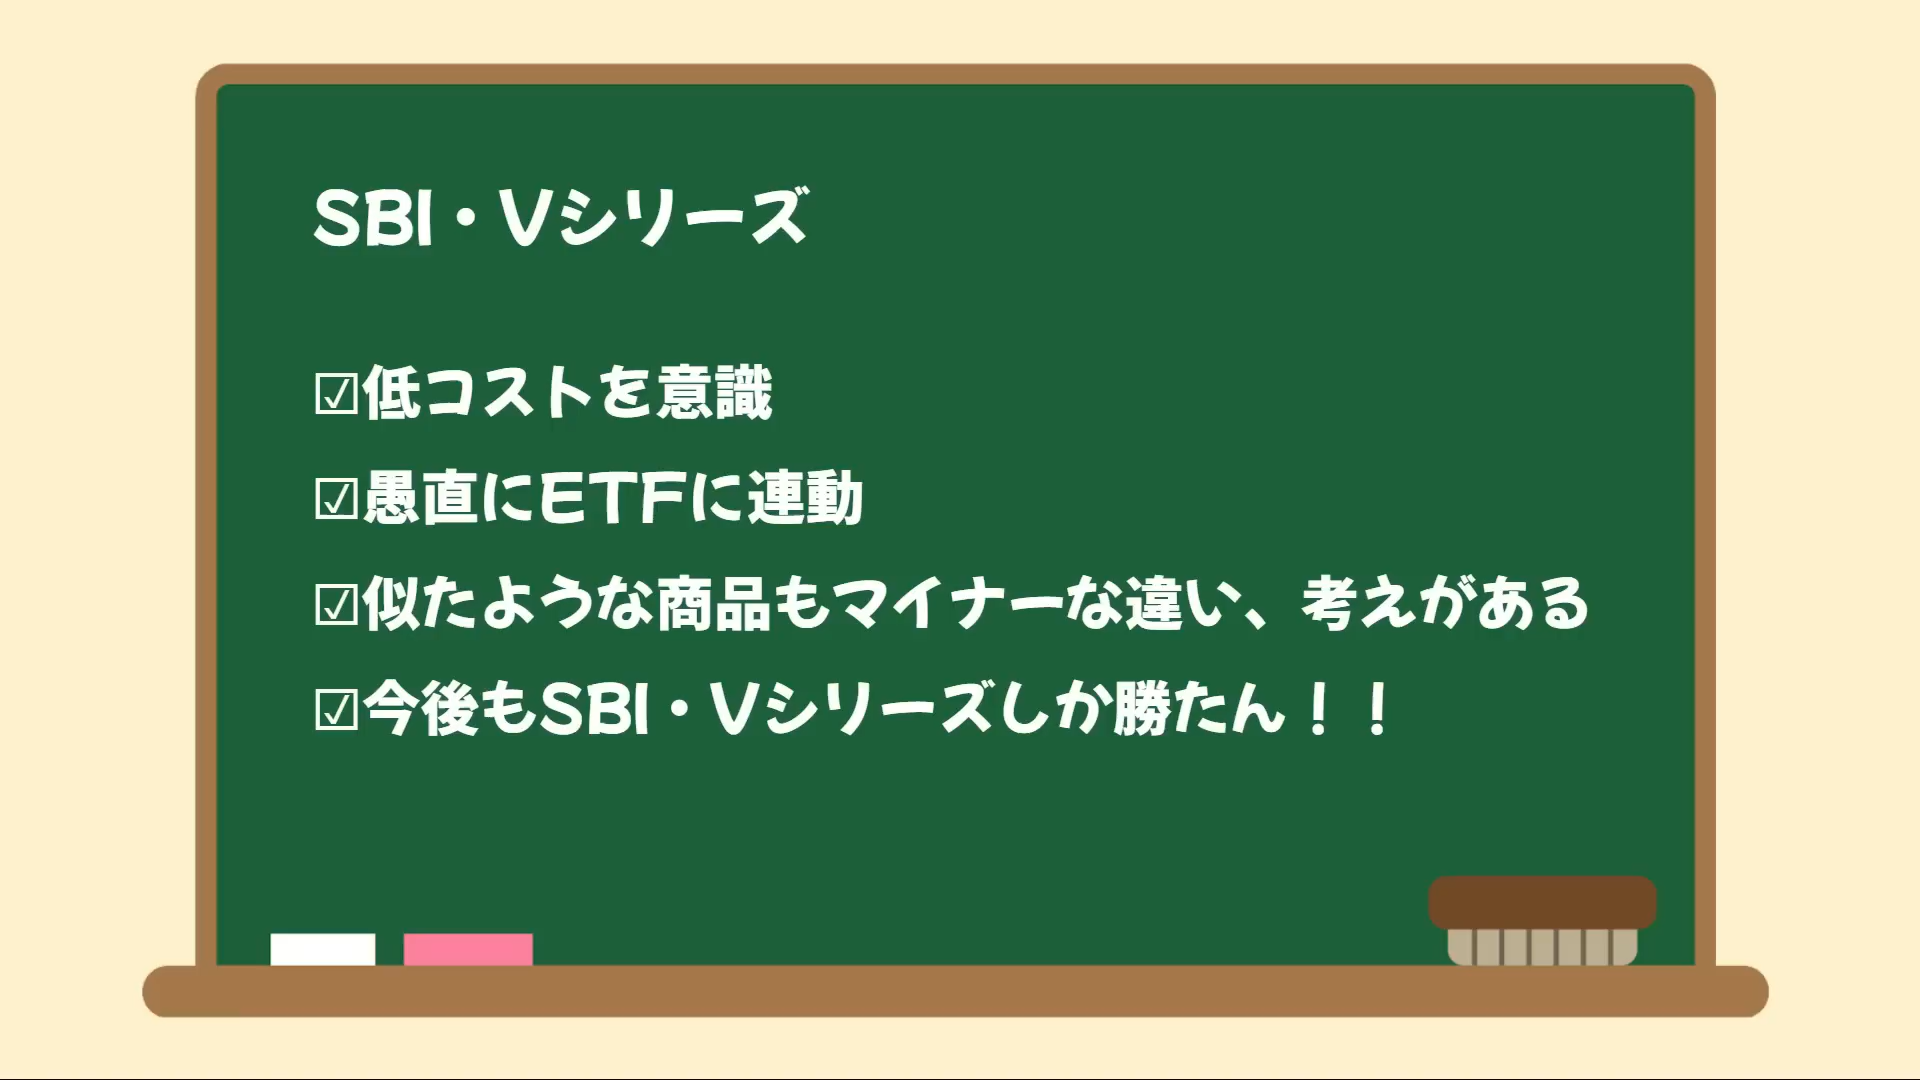 SBI・Vシリーズ
☑低コストを意識
☑愚直にETFに連動
☑似たような商品もマイナーな違い、考えがある
☑今後もSBI・Vシリーズしか勝たん！！